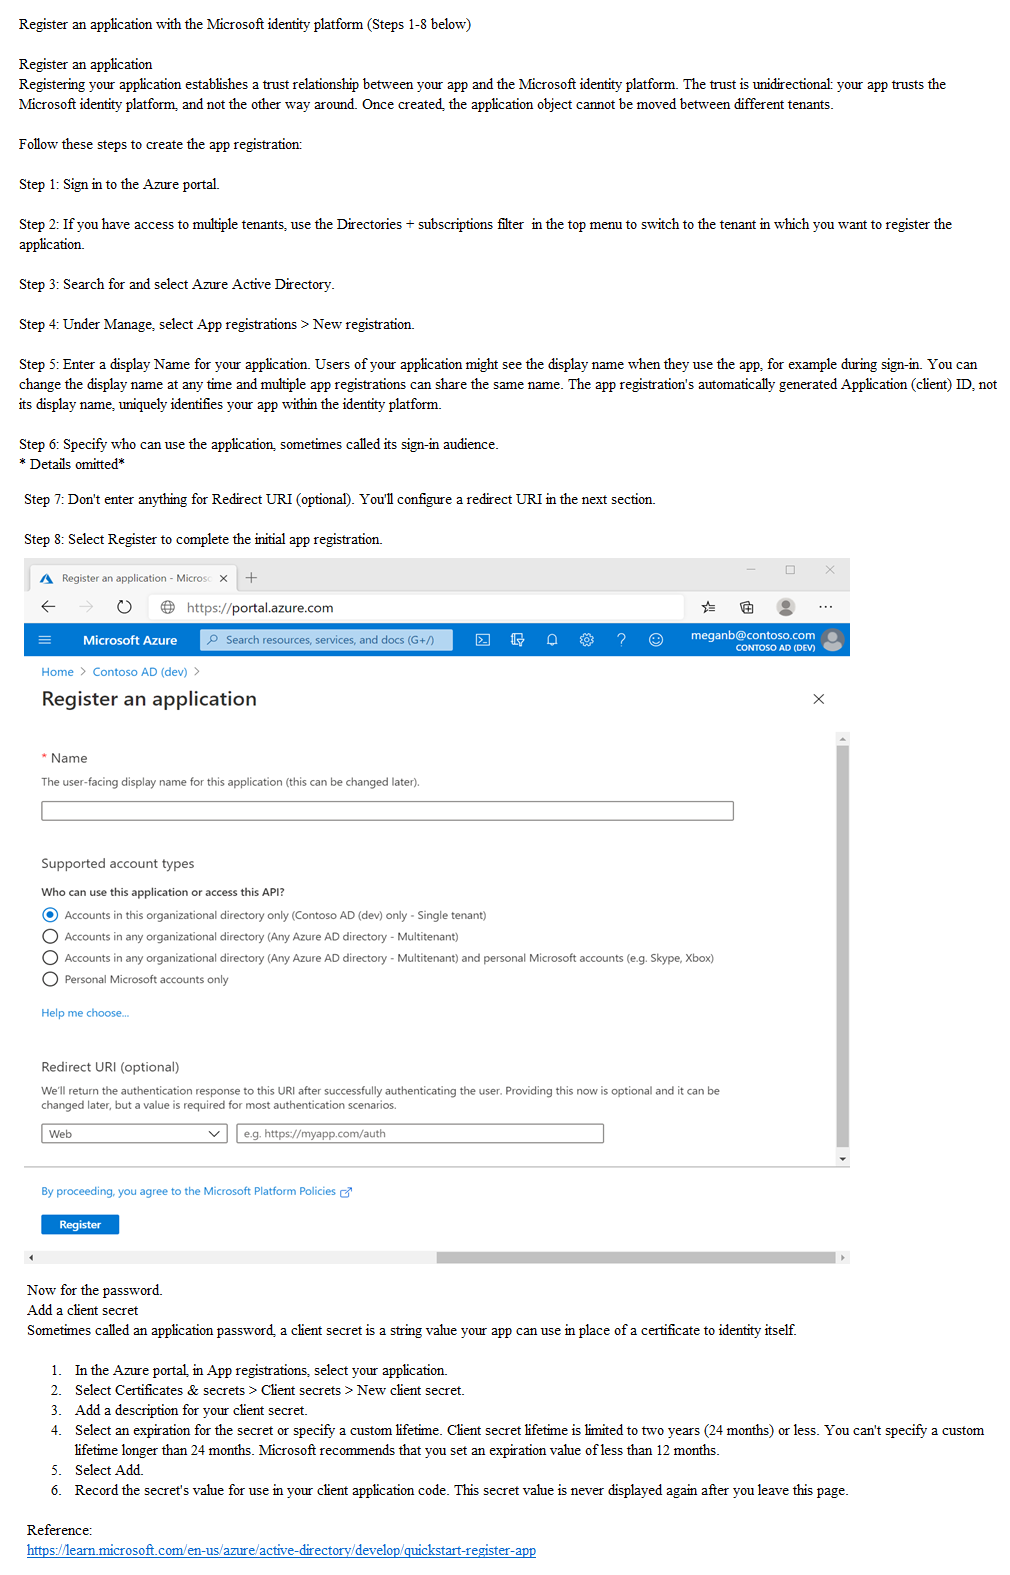 Register an application with the Microsoft identity platform (Steps 1-8 below)
Register an application
Registering your application establishes a trust relationship between your app and the Microsoft identity platform. The trust is unidirectional: your app trusts the
Microsoft identity platform, and not the other way around. Once created, the application object cannot be moved between different tenants.
Follow these steps to create the app registration:
Step 1: Sign in to the Azure portal.
Step 2: If you have access to multiple tenants, use the Directories + subscriptions filter in the top menu to switch to the tenant in which you want to register the
application.
Step 3: Search for and select Azure Active Directory.
Step 4: Under Manage, select App registrations > New registration.
Step 5: Enter a display Name for your application. Users of your application might see the display name when they use the app, for example during sign-in. You can
change the display name at any time and multiple app registrations can share the same name. The app registration's automatically generated Application (client) ID, not
its display name, uniquely identifies your app within the identity platform.
Step 6: Specify who can use the application, sometimes called its sign-in audience.
* Details omitted*
Step 7: Don't enter anything for Redirect URI (optional). You'll configure a redirect URI in the next section.
Step 8: Select Register to complete the initial app registration.
Register an application - Microsc
https://portal.azure.com
Microsoft Azure
Search resources, services, and docs (G+/)
meganb@contoso.com
CONTOSO AD (DEV)
Home > Contoso AD (dev) >
Register an application
* Name
The user-facing display name for this application (this can be changed later).
Supported account types
Who can use this application or access this API?
Accounts in this organizational directory only (Contoso AD (dev) only - Single tenant)
Accounts in any organizational directory (Any Azure AD directory - Multitenant)
Accounts in any organizational directory (Any Azure AD directory - Multitenant) and personal Microsoft accounts (e.g. Skype, Xbox)
Personal Microsoft accounts only
Help me choose...
Redirect URI (optional)
We'll return the authentication response to this URI after successfully authenticating the user. Providing this now is optional and it can be
changed later, but a value is required for most authentication scenarios.
Web
e.g. https://myapp.com/auth
By proceeding, you agree to the Microsoft Platform Policies
Register
Now for the password.
Add a client secret
Sometimes called an application password, a client secret is a string value your app can use in place of a certificate to identity itself.
1. In the Azure portal, in App registrations, select your application.
2. Select Certificates & secrets > Client secrets > New client secret.
3. Add a description for your client secret.
4. Select an expiration for the secret or specify a custom lifetime. Client secret lifetime is limited to two years (24 months) or less. You can't specify a custom
lifetime longer than 24 months. Microsoft recommends that you set an expiration value of less than 12 months.
5. Select Add.
6. Record the secret's value for use in your client application code. This secret value is never displayed again after you leave this page.
Reference:
https://learn.microsoft.com/en-us/azure/active-directory/develop/quickstart-register-app